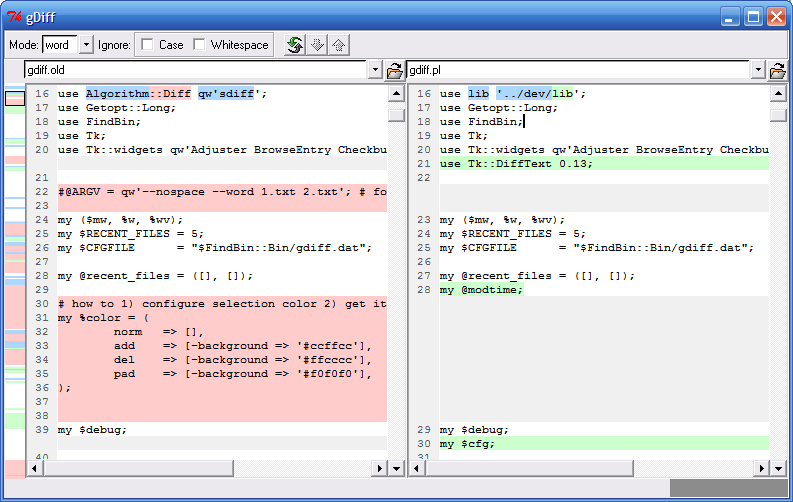 gDiff
Mode: word Ignore: Case Whitespace
gdiff.old
16 use Algorithm::Diff qw'sdiff';
17 use Getopt::Long;
18 use FindBin;
19 use Tk;
20 use Tk::widgets qw'Adjuster BrowseEntry Checkbu
21
22 #@ARGV = qw'--nospace --word 1.txt 2.txt'; # fo
23
24 my ($mw, %w, %wv);
25 my $RECENT_FILES = 5;
26 my $CFGFILE      = "$FindBin::Bin/gdiff.dat";
27
28 my @recent_files = ([], []);
29
30 # how to 1) configure selection color 2) get it
31 my %color = (
32         norm   => [],
33         add    => [-background => '#ccffcc'],
34         del    => [-background => '#ffcccc'],
35         pad    => [-background => '#f0f0f0'],
36 );
37
38
39 my $debug;
40
gdiff.pl
16 use lib '../dev/lib';
17 use Getopt::Long;
18 use FindBin;
19 use Tk;
20 use Tk::widgets qw'Adjuster BrowseEntry Checkbu
21 use Tk::DiffText 0.13;
22
23 my ($mw, %w, %wv);
24 my $RECENT_FILES = 5;
25 my $CFGFILE      = "$FindBin::Bin/gdiff.dat";
26
27 my @recent_files = ([], []);
28 my @modtime;
29 my $debug;
30 my $cfg;
31